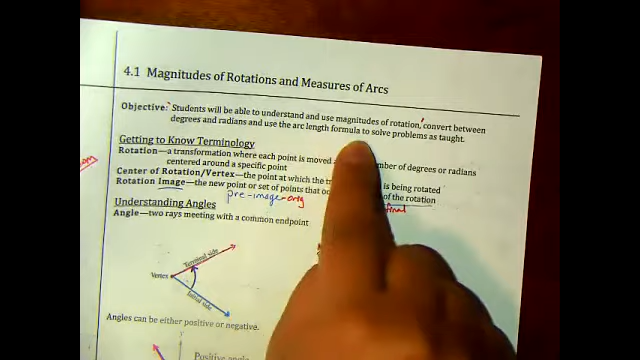 4.1 Magnitudes of Rotations and Measures of Arcs
Objective: Students will be able to understand and use magnitudes of rotation, convert between
degrees and radians and use the arc length formula to solve problems as taught.
Getting to Know Terminology
Rotation—a transformation where each point is moved number of degrees or radians
centered around a specific point
Center of Rotation/Vertex—the point at which the is being rotated
Rotation Image—the new point or set of points that of the rotation
pre-image-orig final
Understanding Angles
Angle—two rays meeting with a common endpoint
Terminal side
Vertex
Initial side
Angles can be either positive or negative.
y
Positive angle